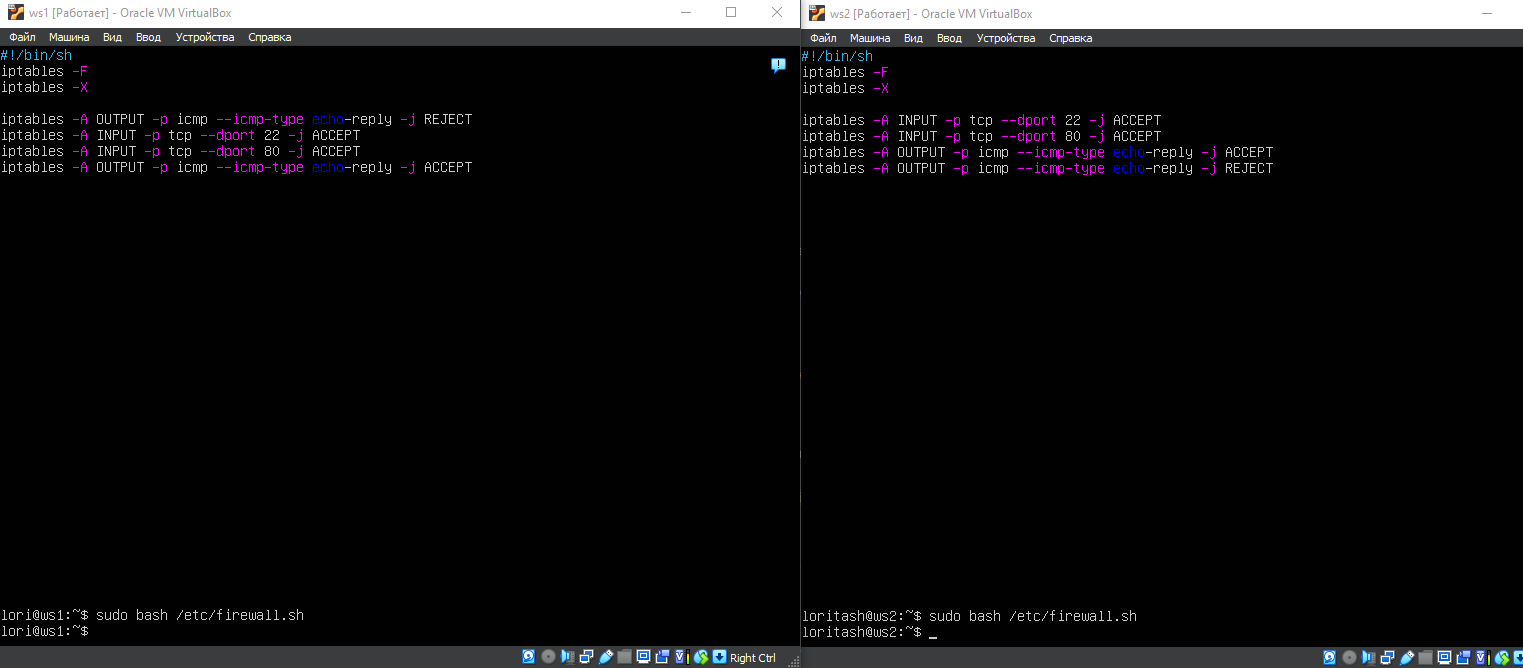 ws1 [Работает] - Oracle VM VirtualBox
Файл Машина Вид Ввод Устройства Справка
#!/bin/sh
iptables -F
iptables -X
iptables -A OUTPUT -p icmp --icmp-type echo-reply -j REJECT
iptables -A INPUT -p tcp --dport 22 -j ACCEPT
iptables -A INPUT -p tcp --dport 80 -j ACCEPT
iptables -A OUTPUT -p icmp --icmp-type echo-reply -j ACCEPT
lori@ws1:~$ sudo bash /etc/firewall.sh
lori@ws1:~$
Right Ctrl
ws2 [Работает] - Oracle VM VirtualBox
Файл Машина Вид Ввод Устройства Справка
#!/bin/sh
iptables -F
iptables -X
iptables -A INPUT -p tcp --dport 22 -j ACCEPT
iptables -A INPUT -p tcp --dport 80 -j ACCEPT
iptables -A OUTPUT -p icmp --icmp-type echo-reply -j ACCEPT
iptables -A OUTPUT -p icmp --icmp-type echo-reply -j REJECT
loritash@ws2:~$ sudo bash /etc/firewall.sh
loritash@ws2:~$ _